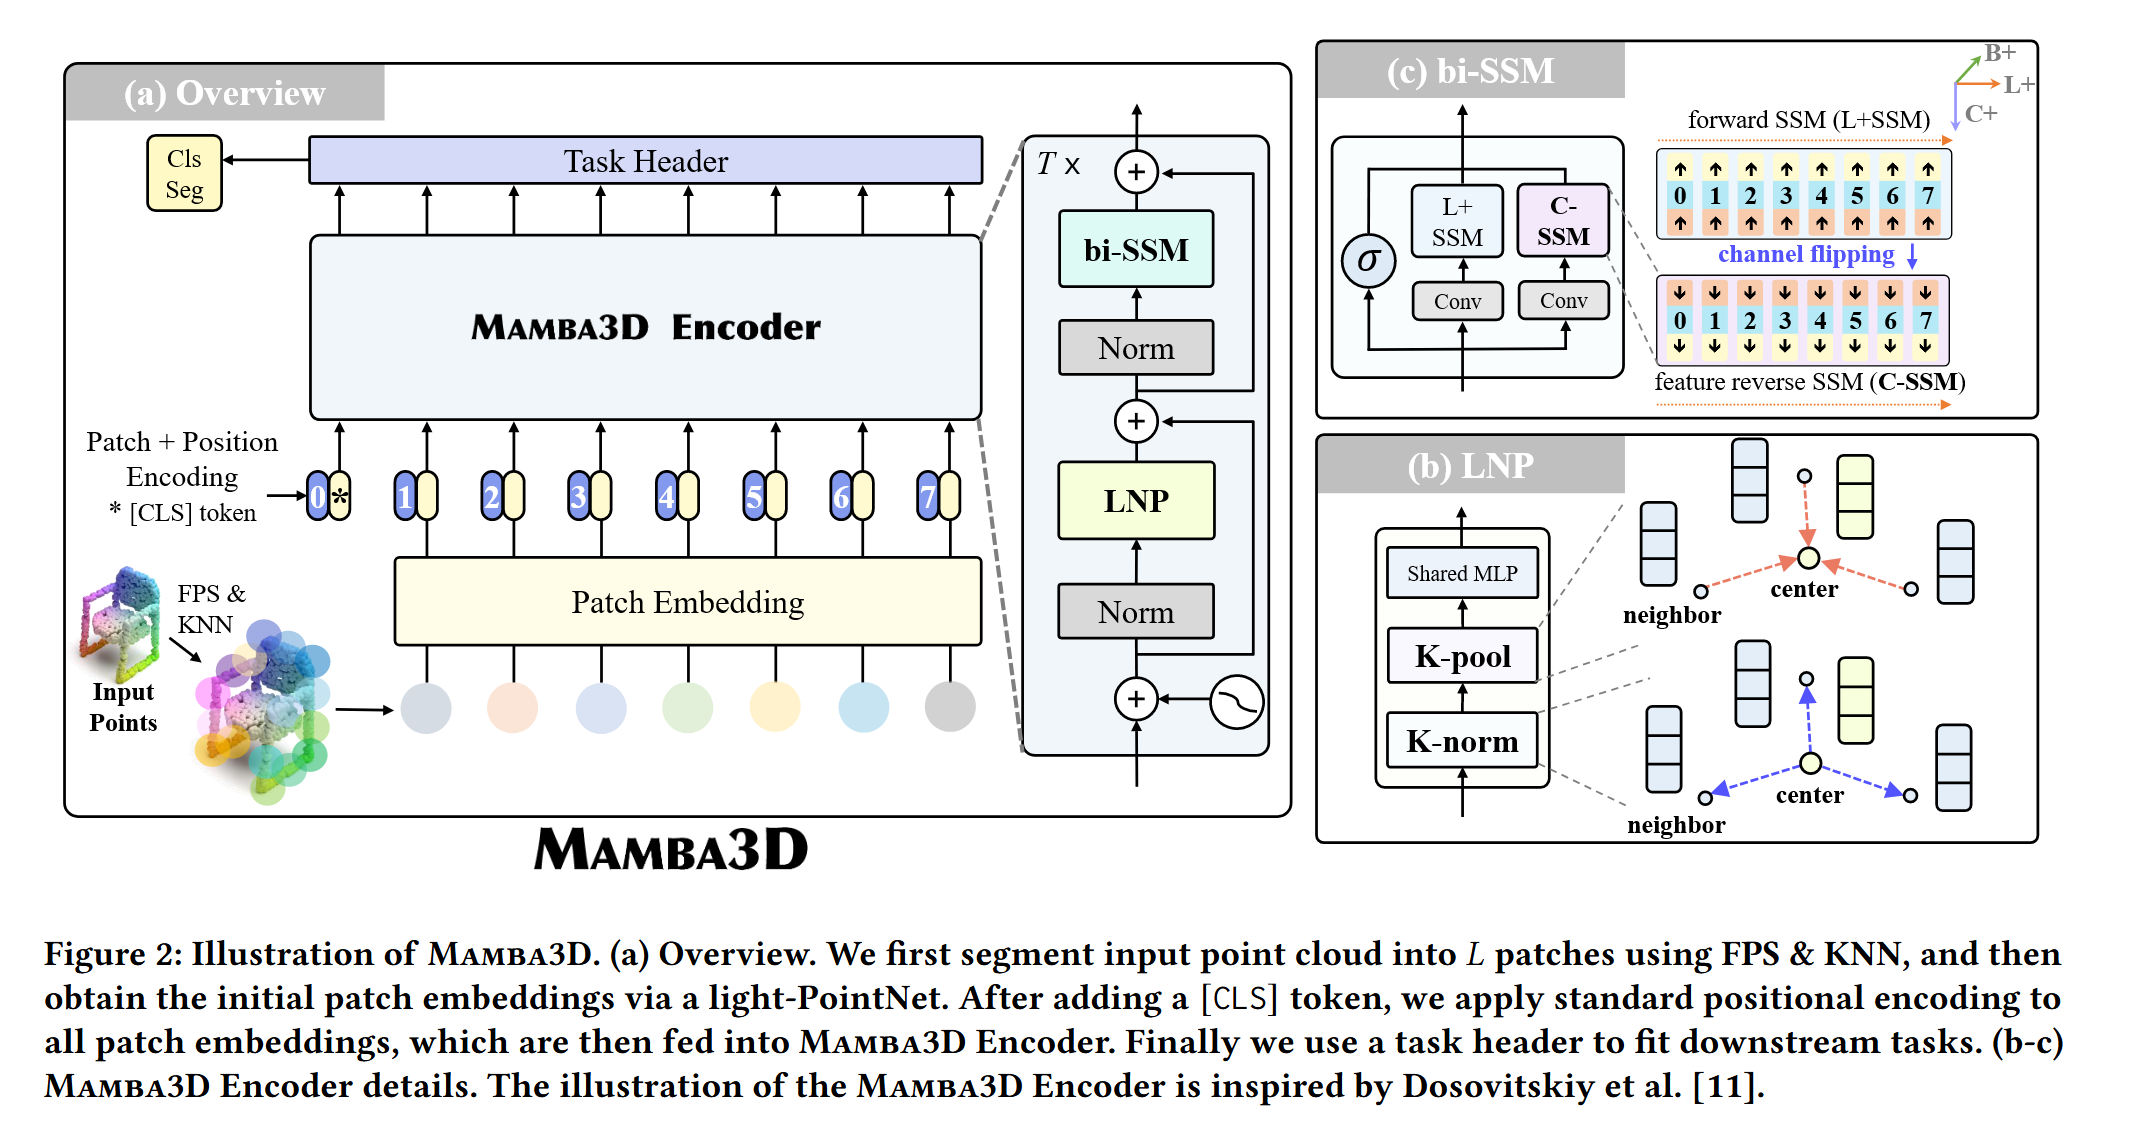 (a) Overview
Cls
Seg
Task Header
MAMBA3D Encoder
Patch + Position
Encoding
* [CLS] token
0 * 1 2 3 4 5 6 7
Patch Embedding
FPS &
KNN
Input
Points
T x
+
bi-SSM
Norm
+
LNP
Norm
+
MAMBA3D
(c) bi-SSM
B+
L+
C+
σ
L+
SSM
C-
SSM
Conv
Conv
forward SSM (L+SSM)
0 1 2 3 4 5 6 7
channel flipping
0 1 2 3 4 5 6 7
feature reverse SSM (C-SSM)
(b) LNP
Shared MLP
K-pool
K-norm
center
neighbor
center
neighbor
Figure 2: Illustration of MAMBA3D. (a) Overview. We first segment input point cloud into L patches using FPS & KNN, and then
obtain the initial patch embeddings via a light-PointNet. After adding a [CLS] token, we apply standard positional encoding to
all patch embeddings, which are then fed into MAMBA3D Encoder. Finally we use a task header to fit downstream tasks. (b-c)
MAMBA3D Encoder details. The illustration of the MAMBA3D Encoder is inspired by Dosovitskiy et al. [11].